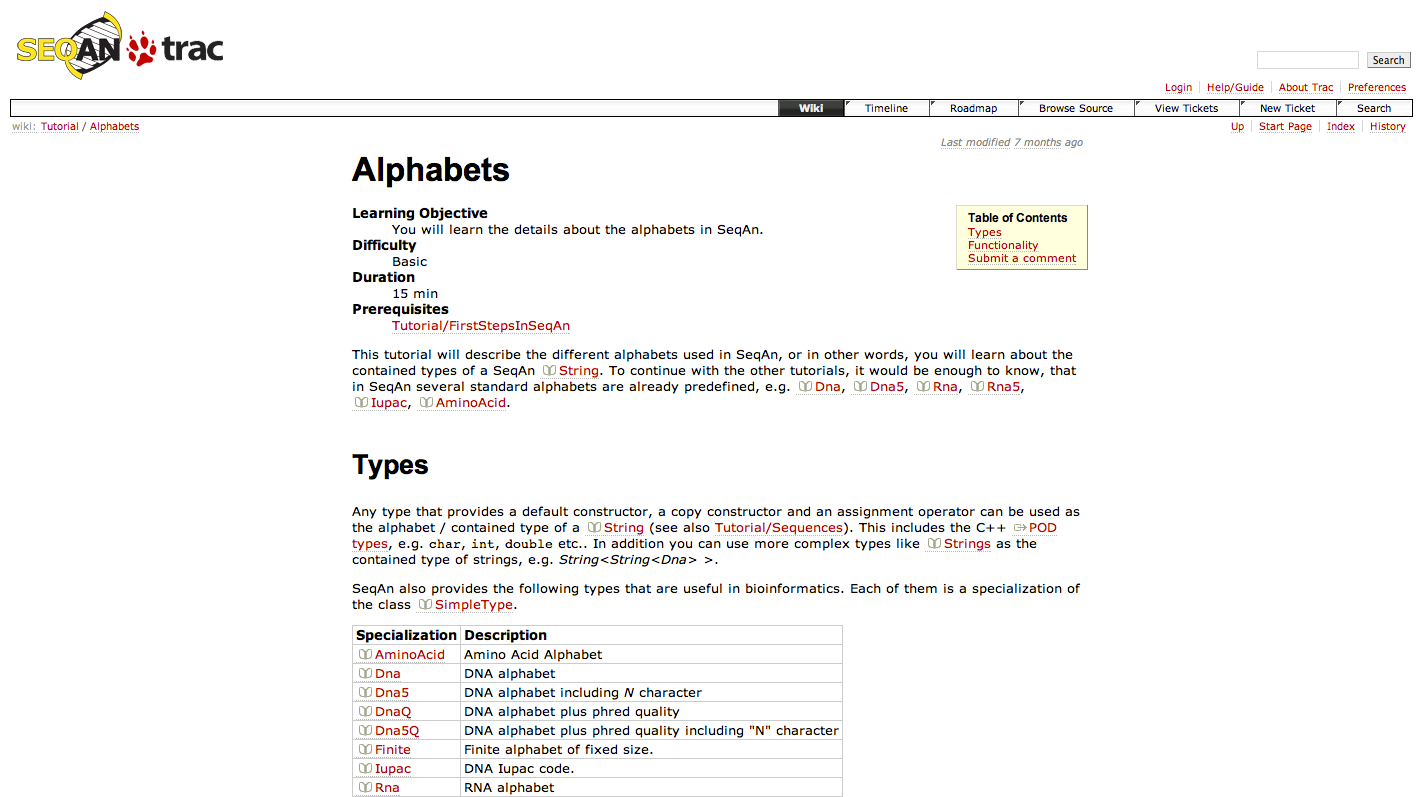 SEQAN trac
Search
Login Help/Guide About Trac Preferences
Wiki Timeline Roadmap Browse Source View Tickets New Ticket Search
wiki: Tutorial / Alphabets
Up Start Page Index History
Last modified 7 months ago
Alphabets
Learning Objective
You will learn the details about the alphabets in SeqAn.
Difficulty
Basic
Duration
15 min
Prerequisites
Tutorial/FirstStepsInSeqAn
Table of Contents
Types
Functionality
Submit a comment
This tutorial will describe the different alphabets used in SeqAn, or in other words, you will learn about the
contained types of a SeqAn String. To continue with the other tutorials, it would be enough to know, that
in SeqAn several standard alphabets are already predefined, e.g. Dna, Dna5, Rna, Rna5,
Iupac, AminoAcid.
Types
Any type that provides a default constructor, a copy constructor and an assignment operator can be used as
the alphabet / contained type of a String (see also Tutorial/Sequences). This includes the C++ POD
types, e.g. char, int, double etc.. In addition you can use more complex types like Strings as the
contained type of strings, e.g. String<String<Dna> >.
SeqAn also provides the following types that are useful in bioinformatics. Each of them is a specialization of
the class SimpleType.
Specialization Description
AminoAcid Amino Acid Alphabet
Dna DNA alphabet
Dna5 DNA alphabet including N character
DnaQ DNA alphabet plus phred quality
Dna5Q DNA alphabet plus phred quality including "N" character
Finite Finite alphabet of fixed size.
Iupac DNA Iupac code.
Rna RNA alphabet